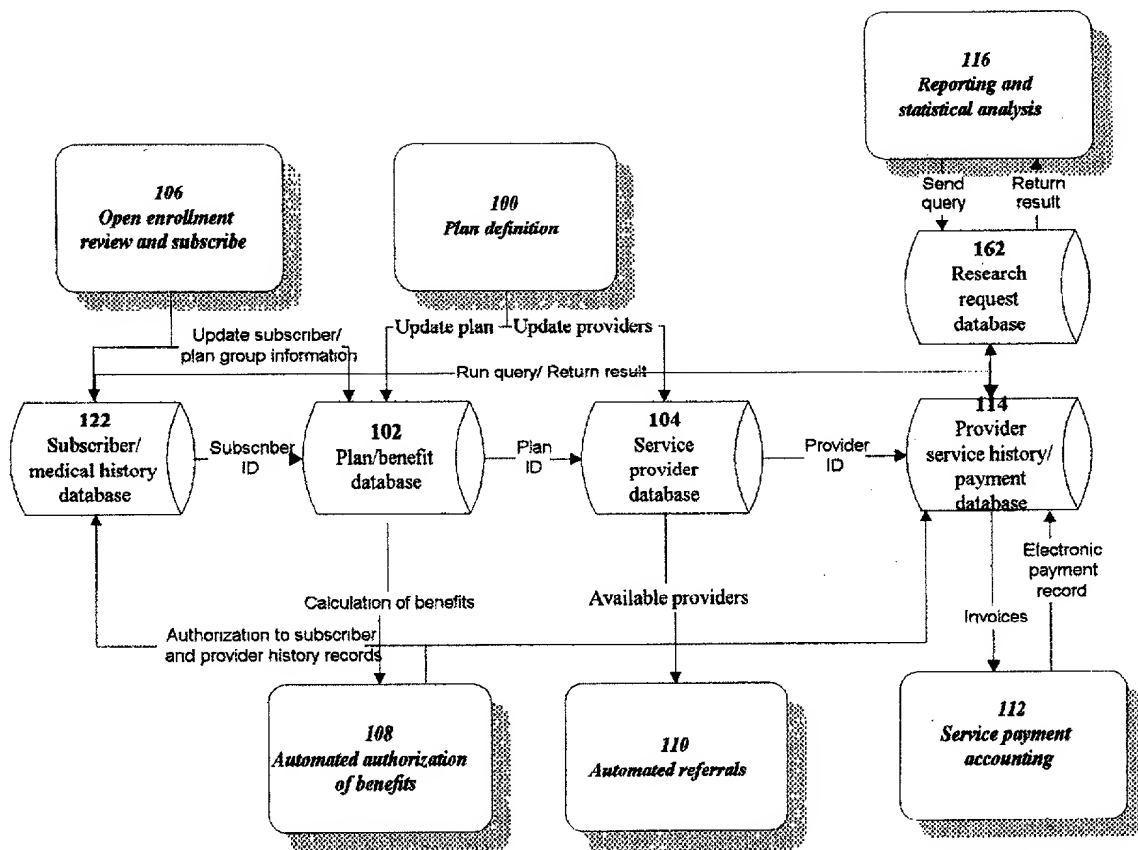 116
Reporting and
statistical analysis
106
Open enrollment
review and subscribe
100
Plan definition
Send
query
Return
result
162
Research
request
database
Update subscriber/
plan group information
Update plan
Update providers
Run query/ Return result
122
Subscriber/
medical history
database
Subscriber
ID
102
Plan/benefit
database
Plan
ID
104
Service
provider
database
Provider
ID
114
Provider
service history/
payment
database
Electronic
payment
record
Calculation of benefits
Available providers
Invoices
Authorization to subscriber
and provider history records
108
Automated authorization
of benefits
110
Automated referrals
112
Service payment
accounting